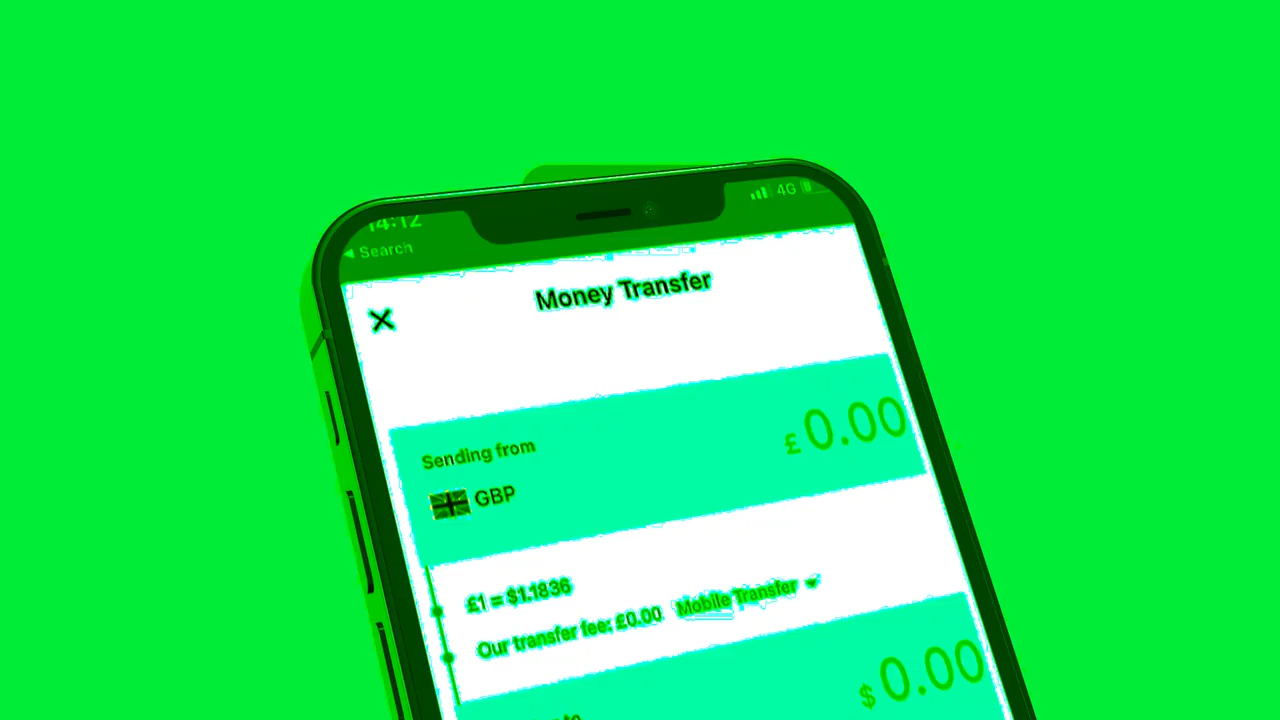 14:12
4G
Search
Money Transfer
Sending from
£0.00
GBP
£1 = $1.1836
Our transfer fee: £0.00 Mobile Transfer
$0.00